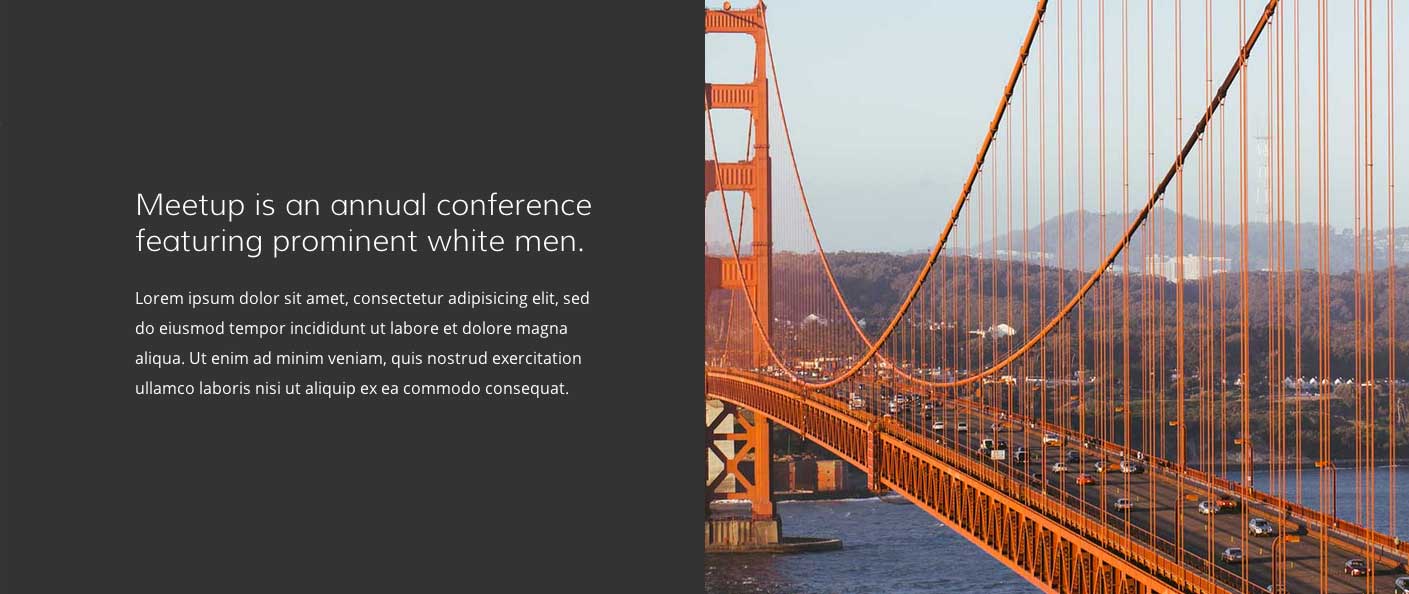 Meetup is an annual conference
featuring prominent white men.
Lorem ipsum dolor sit amet, consectetur adipisicing elit, sed
do eiusmod tempor incididunt ut labore et dolore magna
aliqua. Ut enim ad minim veniam, quis nostrud exercitation
ullamco laboris nisi ut aliquip ex ea commodo consequat.